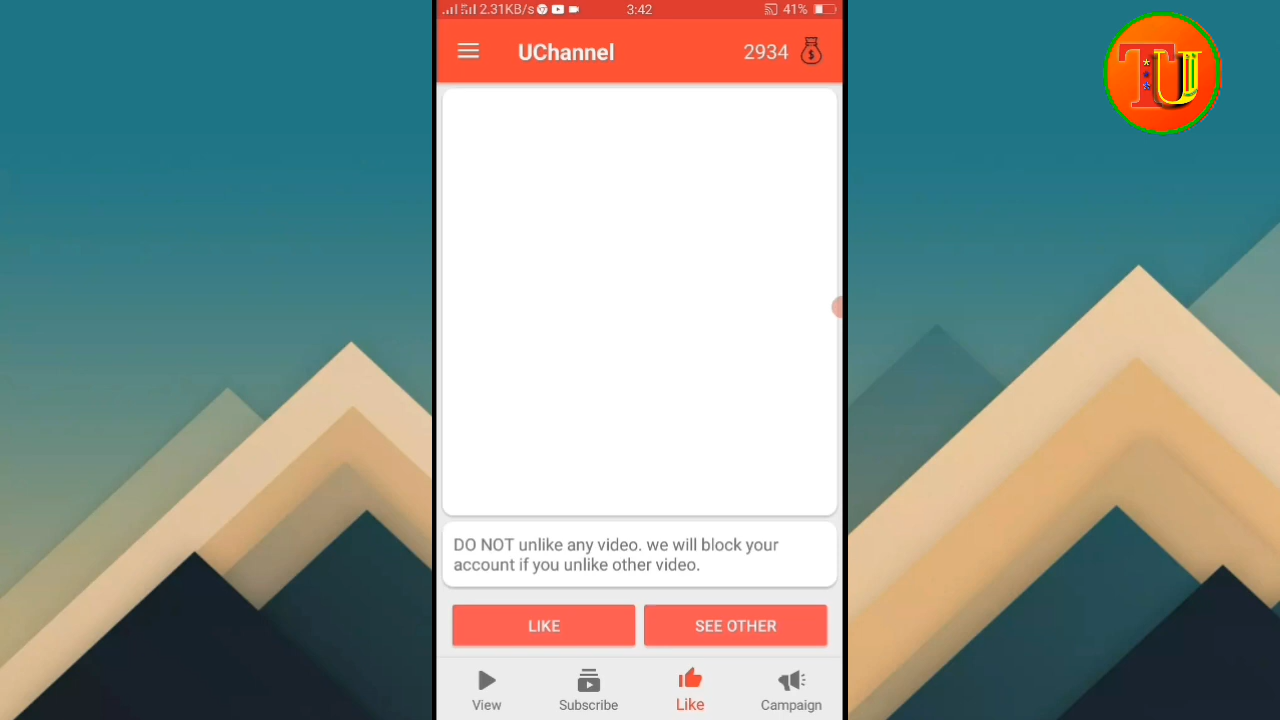 2.31KB/s 3:42 41%
UChannel 2934
$
TU
DO NOT unlike any video. we will block your
account if you unlike other video.
LIKE SEE OTHER
View Subscribe Like Campaign